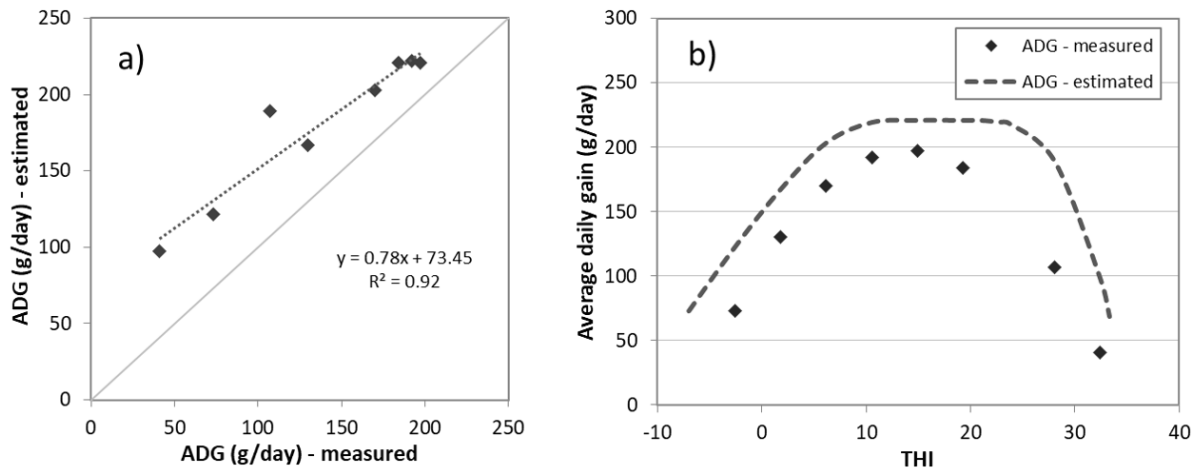 a)
ADG (g/day) - estimated
250
200
150
100
50
0
y = 0.78x + 73.45
R² = 0.92
0 50 100 150 200 250
ADG (g/day) - measured
b)
ADG - measured
ADG - estimated
Average daily gain (g/day)
300
250
200
150
100
50
0
-10 0 10 20 30 40
THI